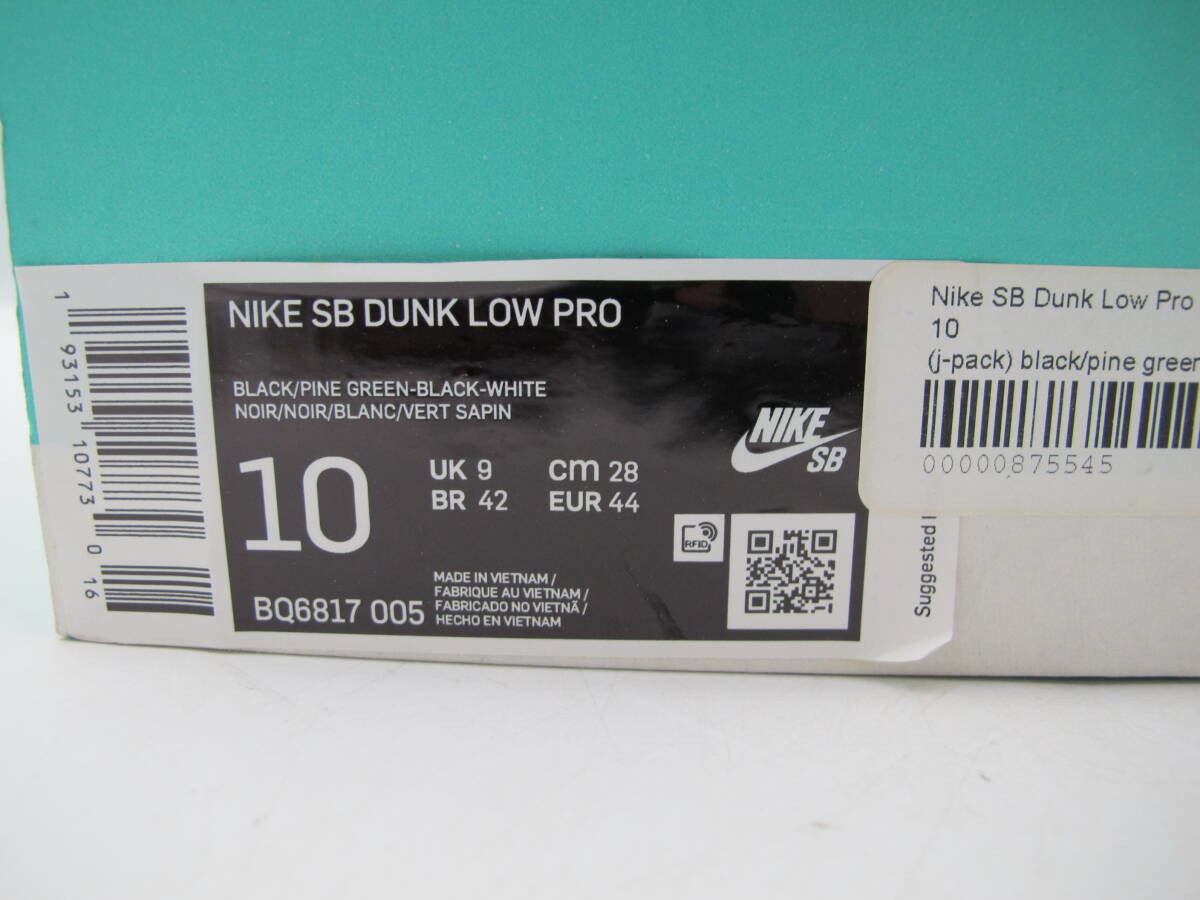 1 93153 10773 0 16
NIKE SB DUNK LOW PRO
BLACK/PINE GREEN-BLACK-WHITE
NOIR/NOIR/BLANC/VERT SAPIN
10
UK 9 cm 28
BR 42 EUR 44
BQ6817 005
MADE IN VIETNAM /
FABRIQUE AU VIETNAM /
FABRICADO NO VIETNÃ /
HECHO EN VIETNAM
NIKE
SB
RFID
Nike SB Dunk Low Pro
10
(j-pack) black/pine green
00000875545
Suggested